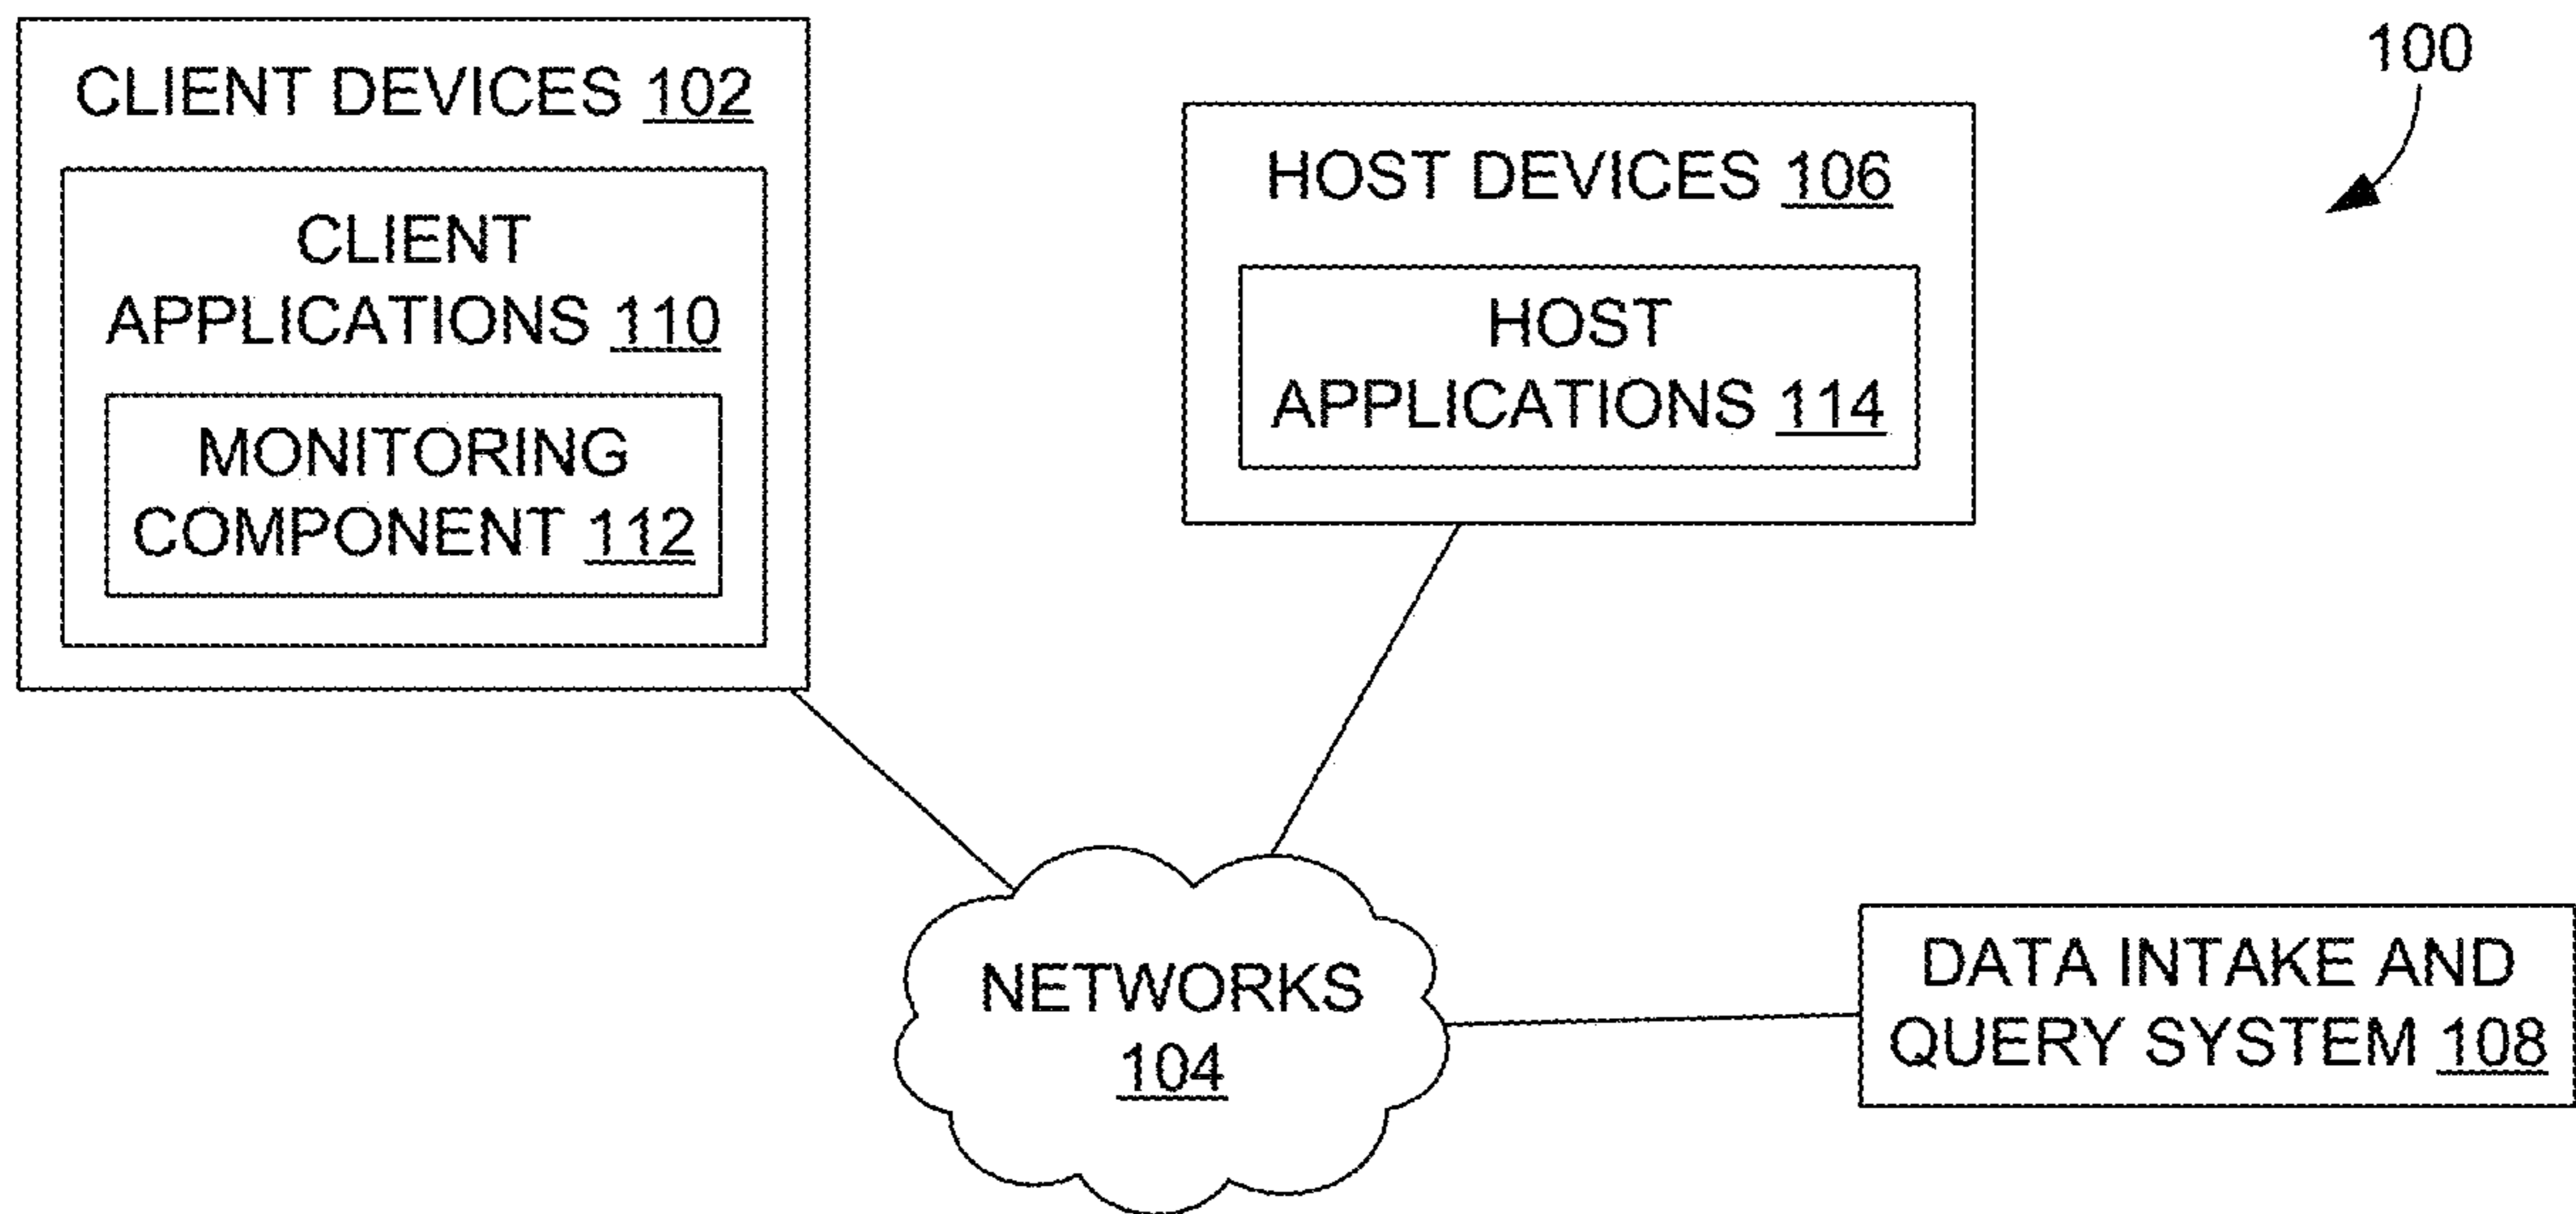 100
CLIENT DEVICES 102
CLIENT
APPLICATIONS 110
MONITORING
COMPONENT 112
HOST DEVICES 106
HOST
APPLICATIONS 114
NETWORKS
104
DATA INTAKE AND
QUERY SYSTEM 108